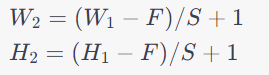 W₂ = (W₁ − F)/S + 1
H₂ = (H₁ − F)/S + 1